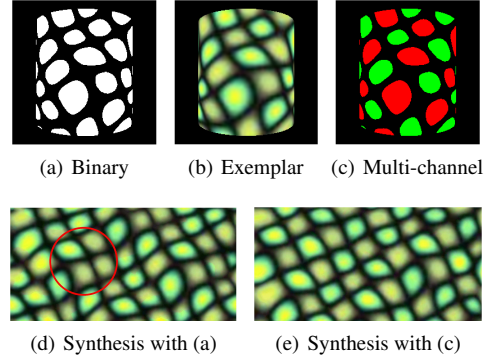 (a) Binary
(b) Exemplar
(c) Multi-channel
(d) Synthesis with (a)
(e) Synthesis with (c)